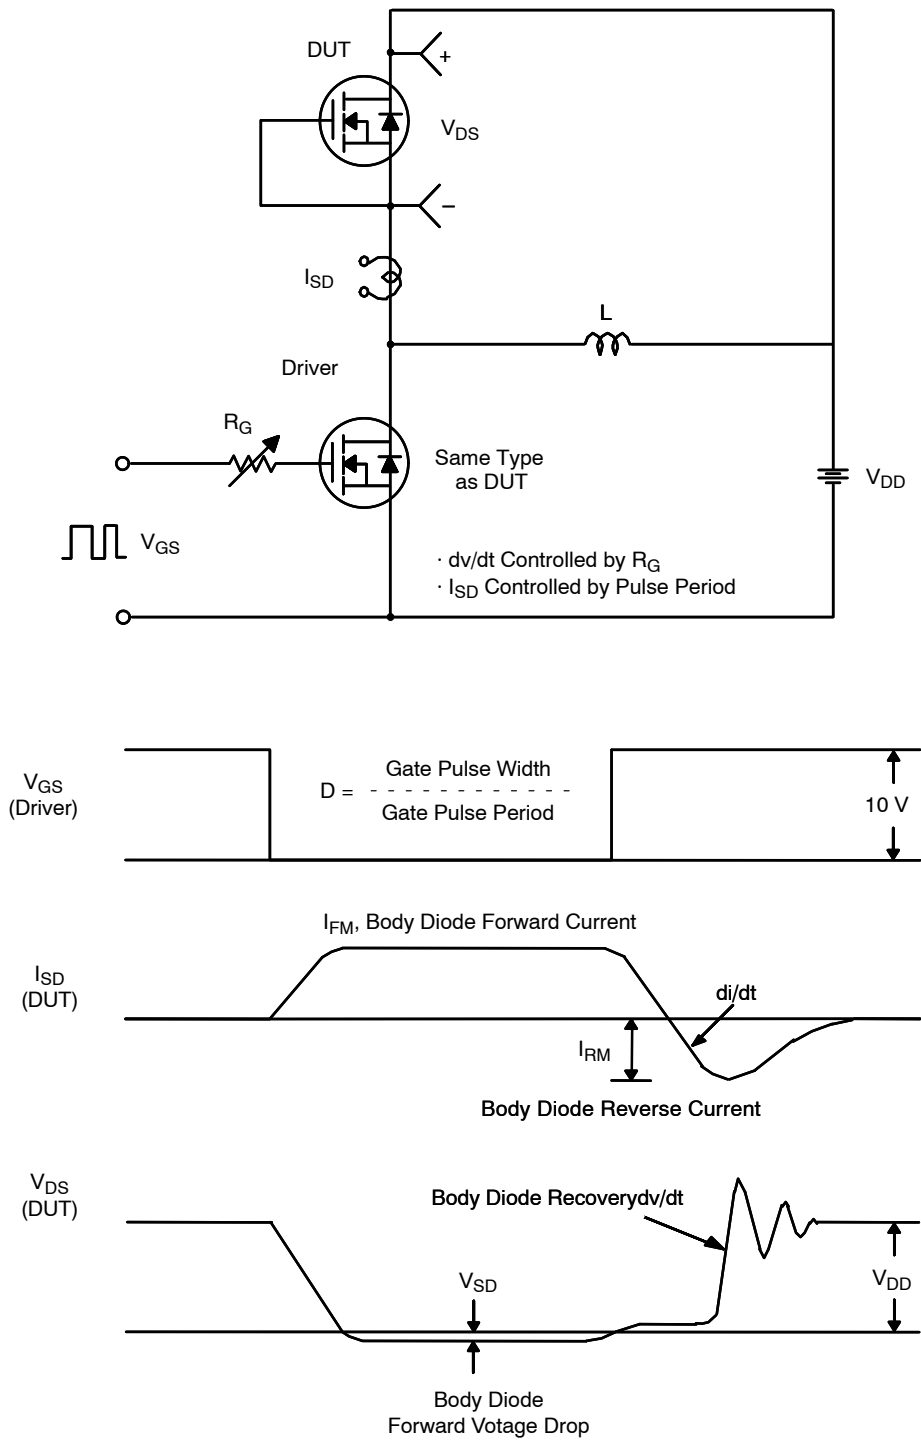 DUT
+
VDS
−
ISD
L
Driver
RG
Same Type
as DUT
VDD
VGS
· dv/dt Controlled by RG
· ISD Controlled by Pulse Period
VGS
(Driver)
D = Gate Pulse Width
Gate Pulse Period
10 V
IFM, Body Diode Forward Current
ISD
(DUT)
di/dt
IRM
Body Diode Reverse Current
VDS
(DUT)
Body Diode Recoverydv/dt
VSD
VDD
Body Diode
Forward Votage Drop